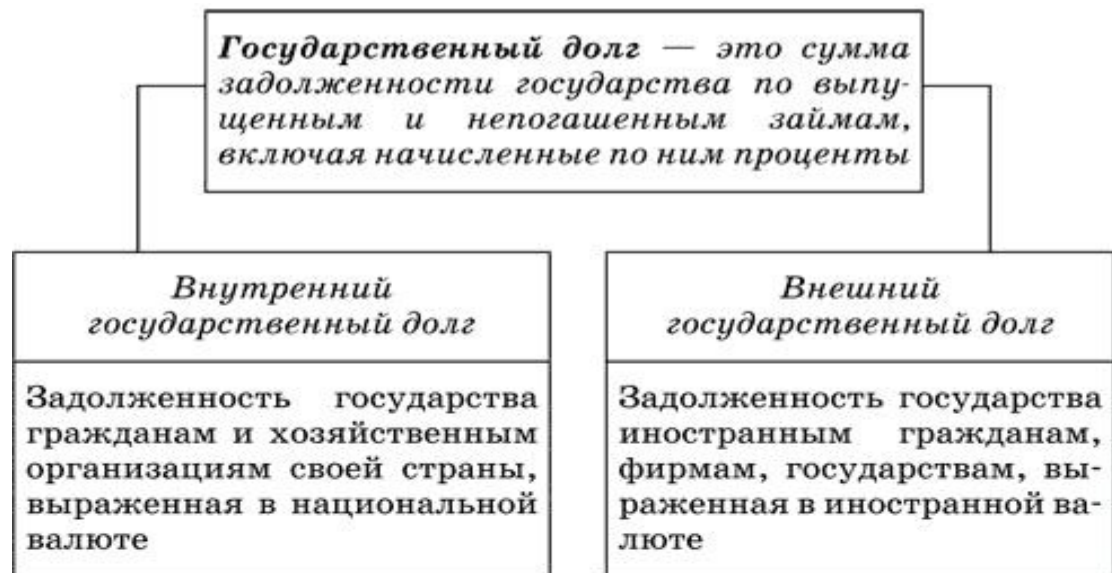 Государственный долг — это сумма
задолженности государства по выпу-
щенным и непогашенным займам,
включая начисленные по ним проценты
Внутренний
государственный долг
Внешний
государственный долг
Задолженность государства
гражданам и хозяйственным
организациям своей страны,
выраженная в национальной
валюте
Задолженность государства
иностранным гражданам,
фирмам, государствам, вы-
раженная в иностранной ва-
люте